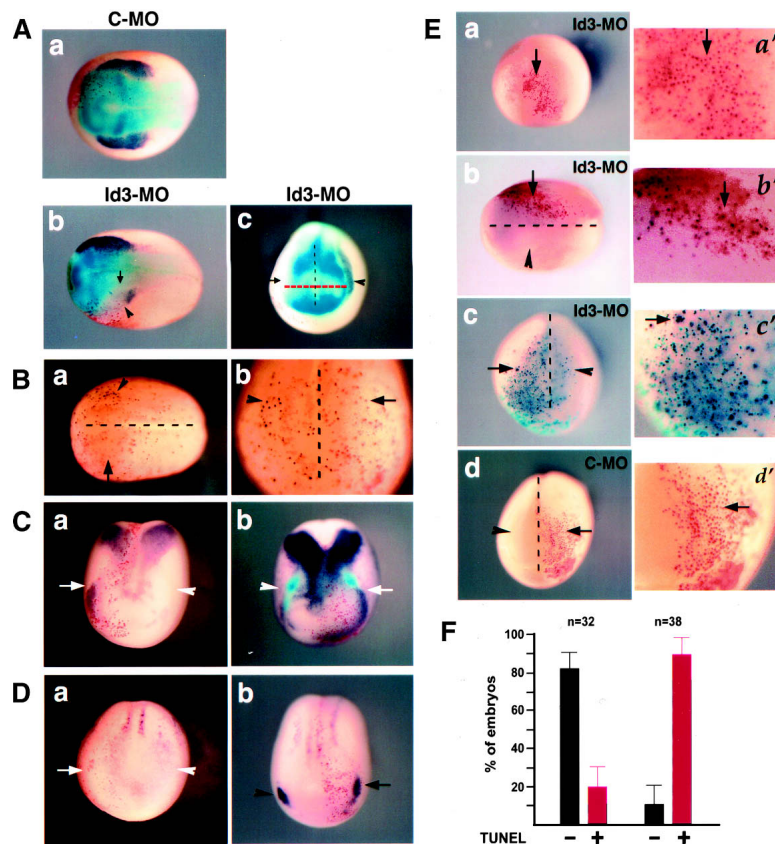 A
C-MO
a
Id3-MO
b
Id3-MO
c
B
a
b
C
a
b
D
a
b
E
a
Id3-MO
a'
b
Id3-MO
b'
c
Id3-MO
c'
d
C-MO
d'
F
n=32
n=38
% of embryos
100
80
60
40
20
TUNEL
−
+
−
+